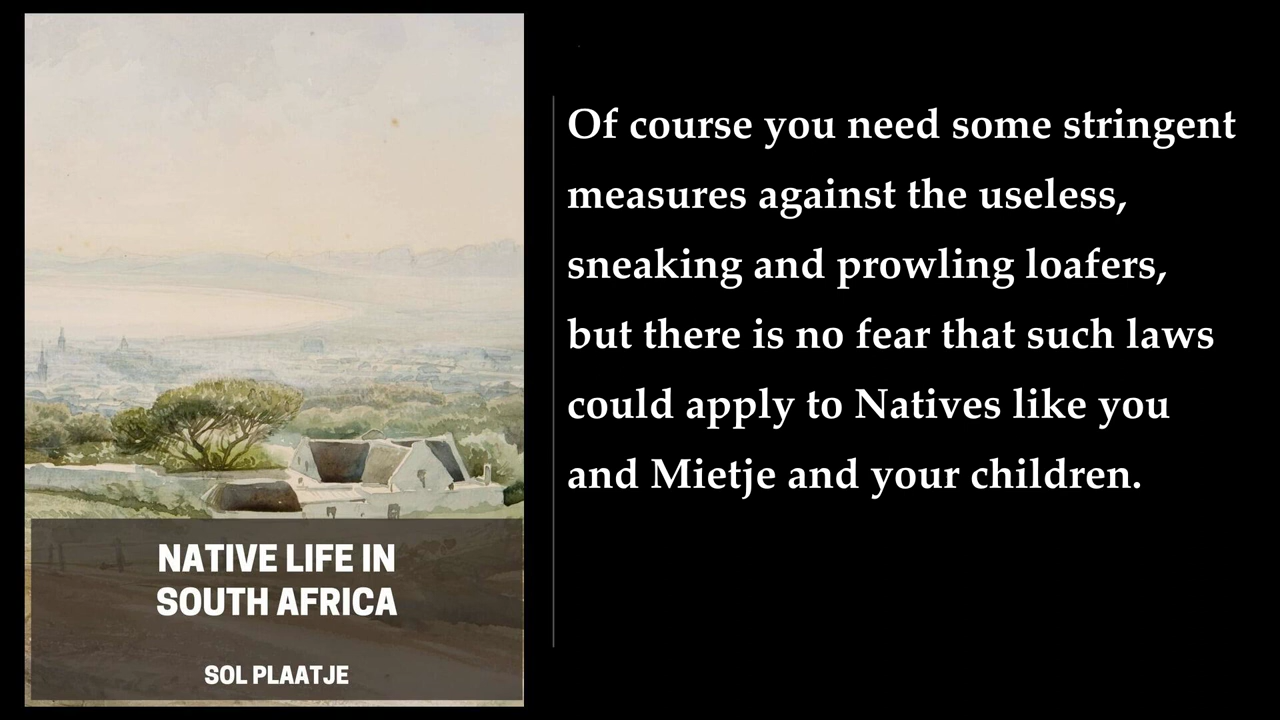 NATIVE LIFE IN
SOUTH AFRICA
SOL PLAATJE
Of course you need some stringent
measures against the useless,
sneaking and prowling loafers,
but there is no fear that such laws
could apply to Natives like you
and Mietje and your children.